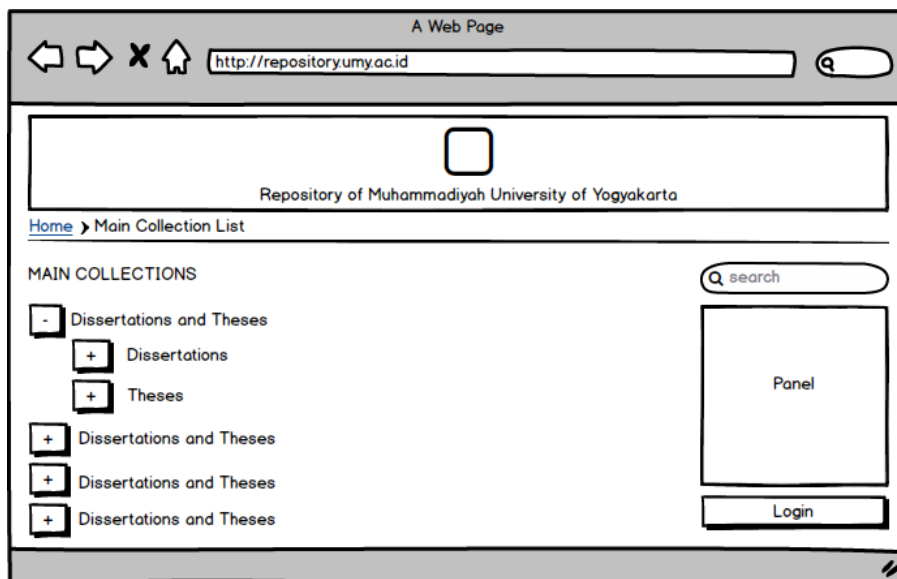 A Web Page
http://repository.umy.ac.id
Repository of Muhammadiyah University of Yogyakarta
Home > Main Collection List
MAIN COLLECTIONS
search
- Dissertations and Theses
+ Dissertations
+ Theses
+ Dissertations and Theses
+ Dissertations and Theses
+ Dissertations and Theses
Panel
Login